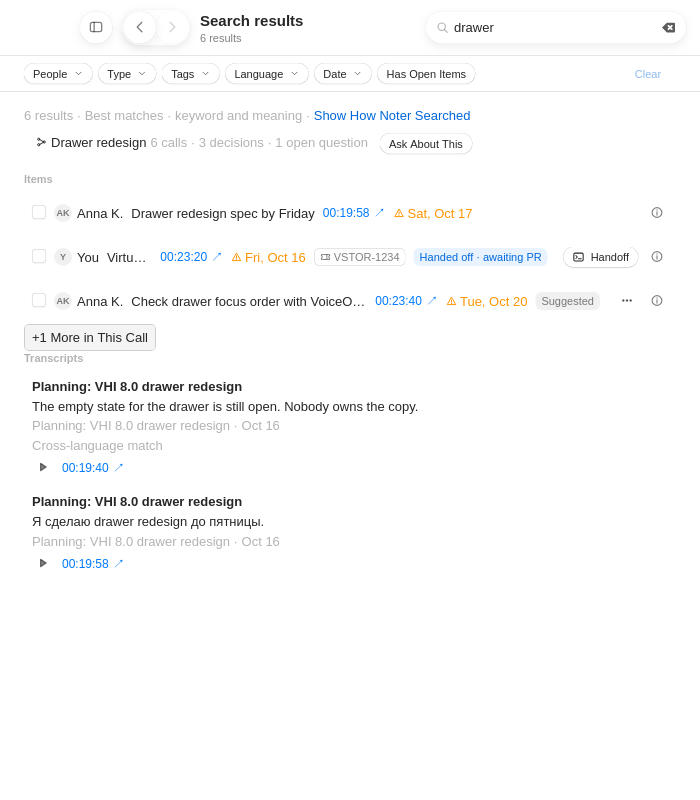 Search results
6 results
drawer
People Type Tags Language Date Has Open Items Clear
6 results · Best matches · keyword and meaning · Show How Noter Searched
Drawer redesign 6 calls · 3 decisions · 1 open question Ask About This
Items
AK Anna K. Drawer redesign spec by Friday 00:19:58 ↗ Sat, Oct 17
Y You Virtu… 00:23:20 ↗ Fri, Oct 16 VSTOR-1234 Handed off · awaiting PR Handoff
AK Anna K. Check drawer focus order with VoiceO… 00:23:40 ↗ Tue, Oct 20 Suggested
+1 More in This Call
Transcripts
Planning: VHI 8.0 drawer redesign
The empty state for the drawer is still open. Nobody owns the copy.
Planning: VHI 8.0 drawer redesign · Oct 16
Cross-language match
00:19:40 ↗
Planning: VHI 8.0 drawer redesign
Я сделаю drawer redesign до пятницы.
Planning: VHI 8.0 drawer redesign · Oct 16
00:19:58 ↗